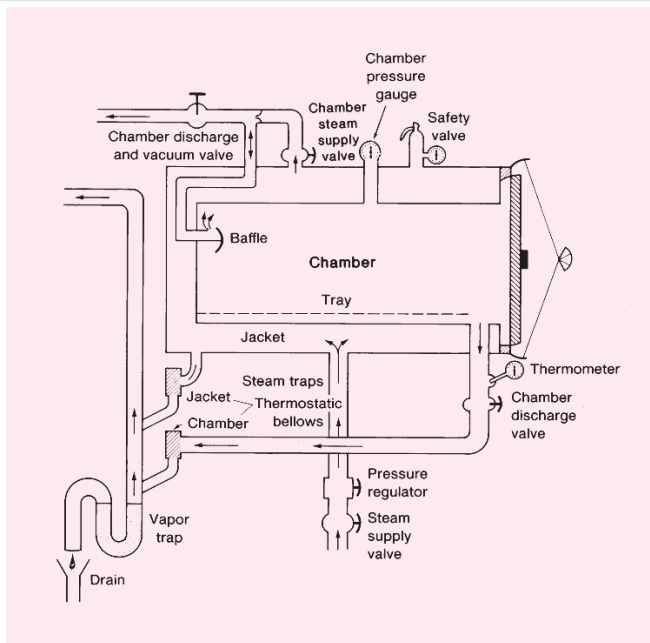 Chamber
pressure
gauge
Chamber
steam
supply
valve
Safety
valve
Chamber discharge
and vacuum valve
Baffle
Chamber
Tray
Jacket
Thermometer
Steam traps
Jacket
Thermostatic
bellows
Chamber
Chamber
discharge
valve
Pressure
regulator
Steam
supply
valve
Vapor
trap
Drain